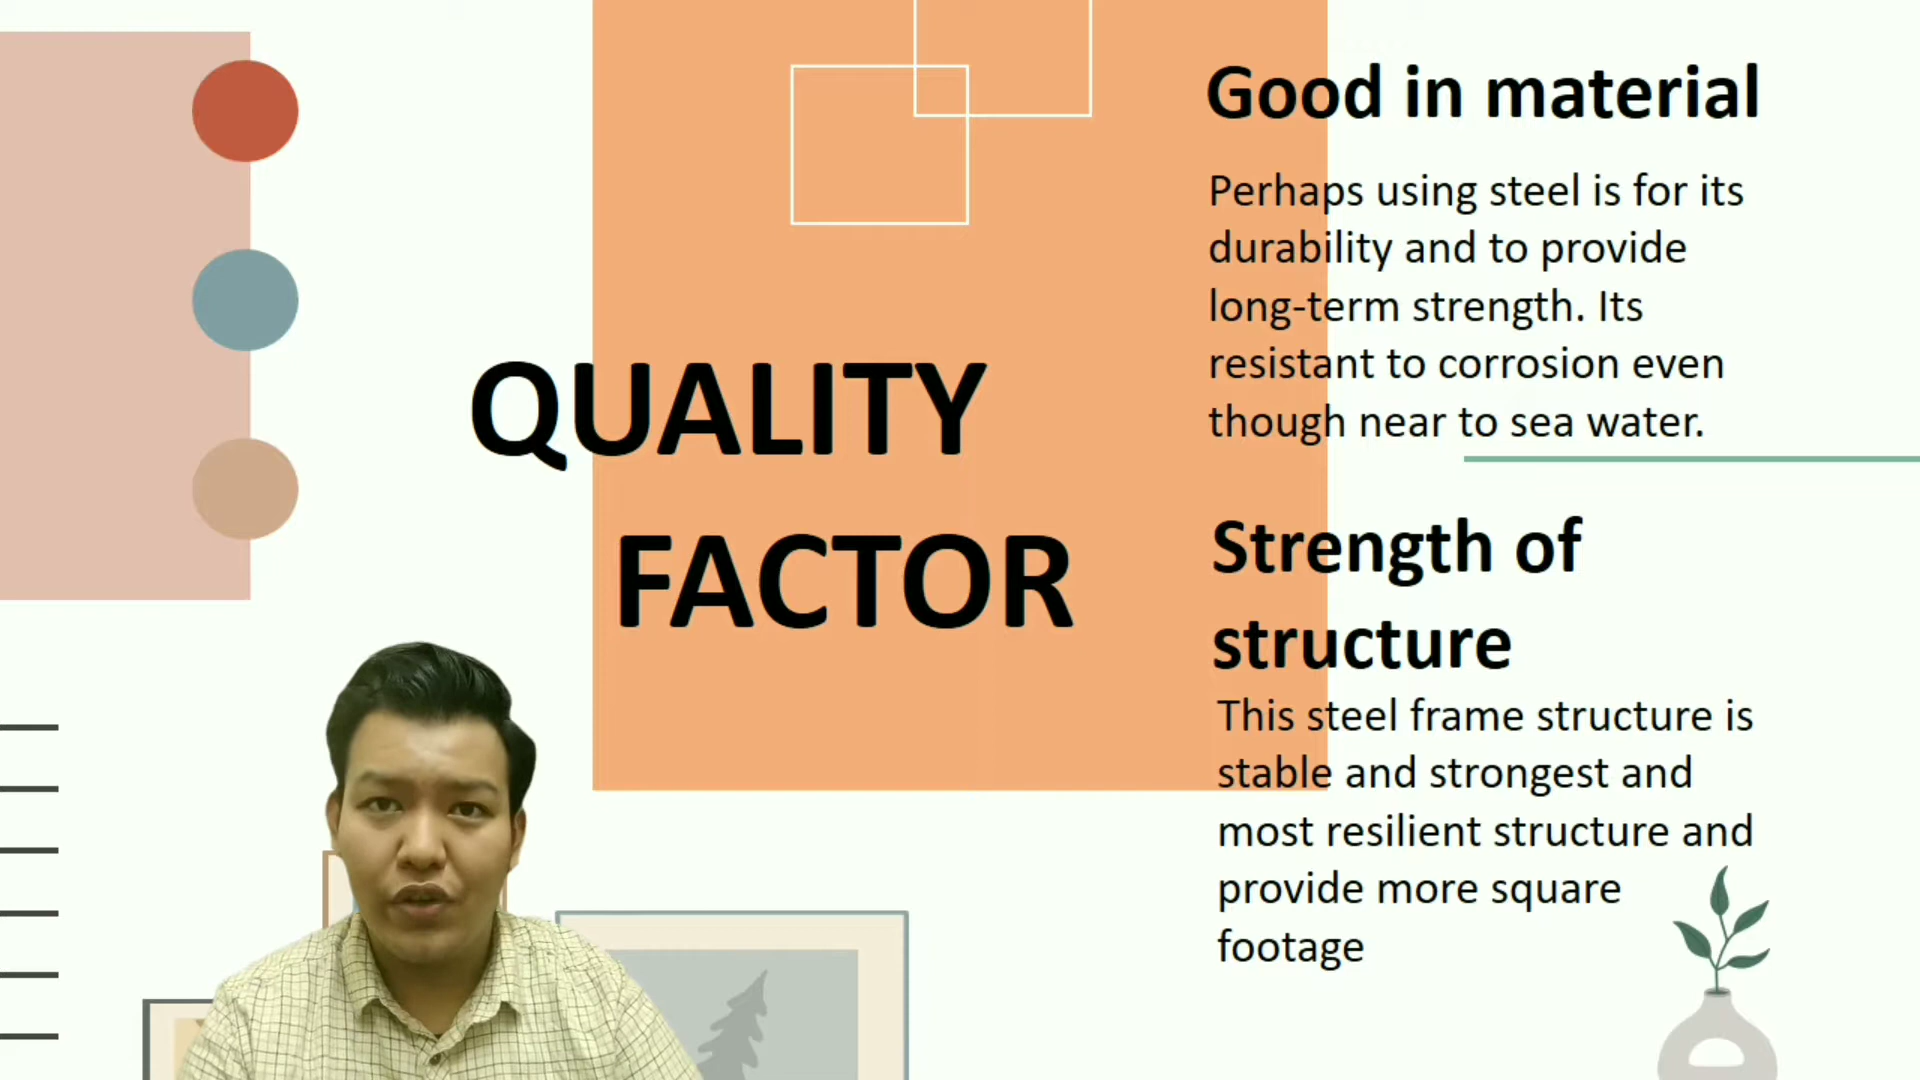 QUALITY
FACTOR
Good in material
Perhaps using steel is for its
durability and to provide
long-term strength. Its
resistant to corrosion even
though near to sea water.
Strength of
structure
This steel frame structure is
stable and strongest and
most resilient structure and
provide more square
footage